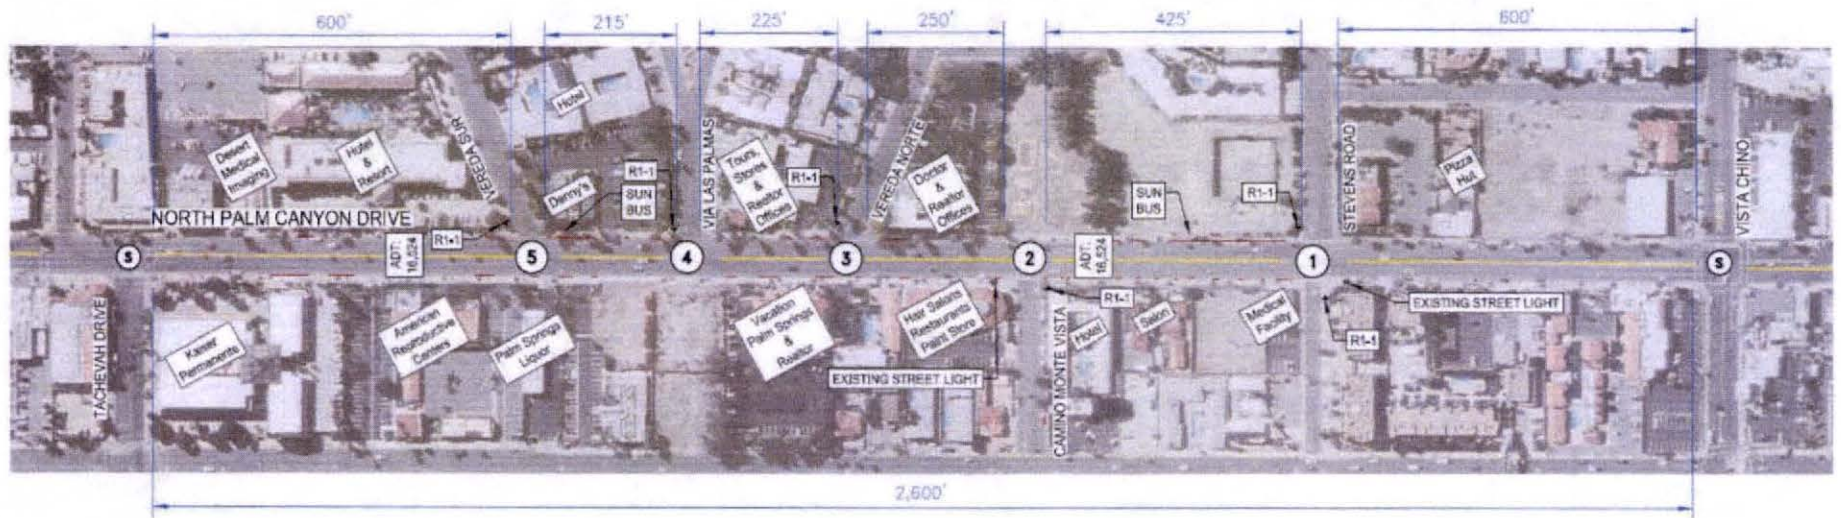 600'
215'
225'
250'
425'
600'
Desert
Medical
Imaging
Hotel
&
Resort
VEREDA SUR
Hotel
Denny's
R1-1
SUN
BUS
VIA LAS PALMAS
Tours,
Stores
&
Realtor
Offices
R1-1
VEREDA NORTE
Doctor
&
Realtor
Offices
SUN
BUS
R1-1
STEVENS ROAD
Pizza
Hut
VISTA CHINO
NORTH PALM CANYON DRIVE
ADT:
16,524
R1-1
S
5
4
3
2
ADT:
16,524
1
S
TACHEVAH DRIVE
Kaiser
Permanente
American
Reproductive
Centers
Palm Springs
Liquor
Vacation
Palm Springs
&
Realtor
Hair Salons
Restaurants
Paint Store
EXISTING STREET LIGHT
CAMINO MONTE VISTA
R1-1
Hotel
Salon
Medical
Facility
R1-1
EXISTING STREET LIGHT
2,600'